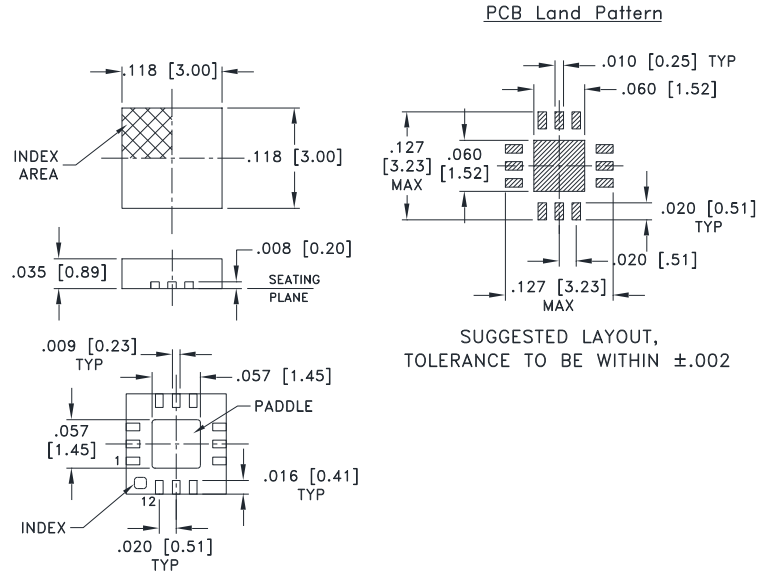 PCB Land Pattern
.118 [3.00]
INDEX
AREA
.118 [3.00]
.035 [0.89]
.008 [0.20]
SEATING
PLANE
.009 [0.23]
TYP
.057 [1.45]
PADDLE
.057
[1.45]
1
12
INDEX
.016 [0.41]
TYP
.020 [0.51]
TYP
.010 [0.25] TYP
.060 [1.52]
.127
[3.23]
MAX
.060
[1.52]
.020 [0.51]
TYP
.020 [.51]
.127 [3.23]
MAX
SUGGESTED LAYOUT,
TOLERANCE TO BE WITHIN ±.002